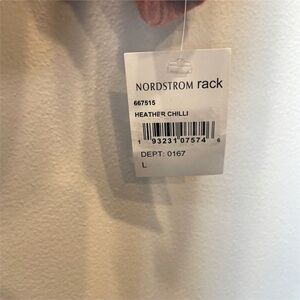 NORDSTROM rack
667515
HEATHER CHILLI
1 93231 07574 6
DEPT: 0167
L